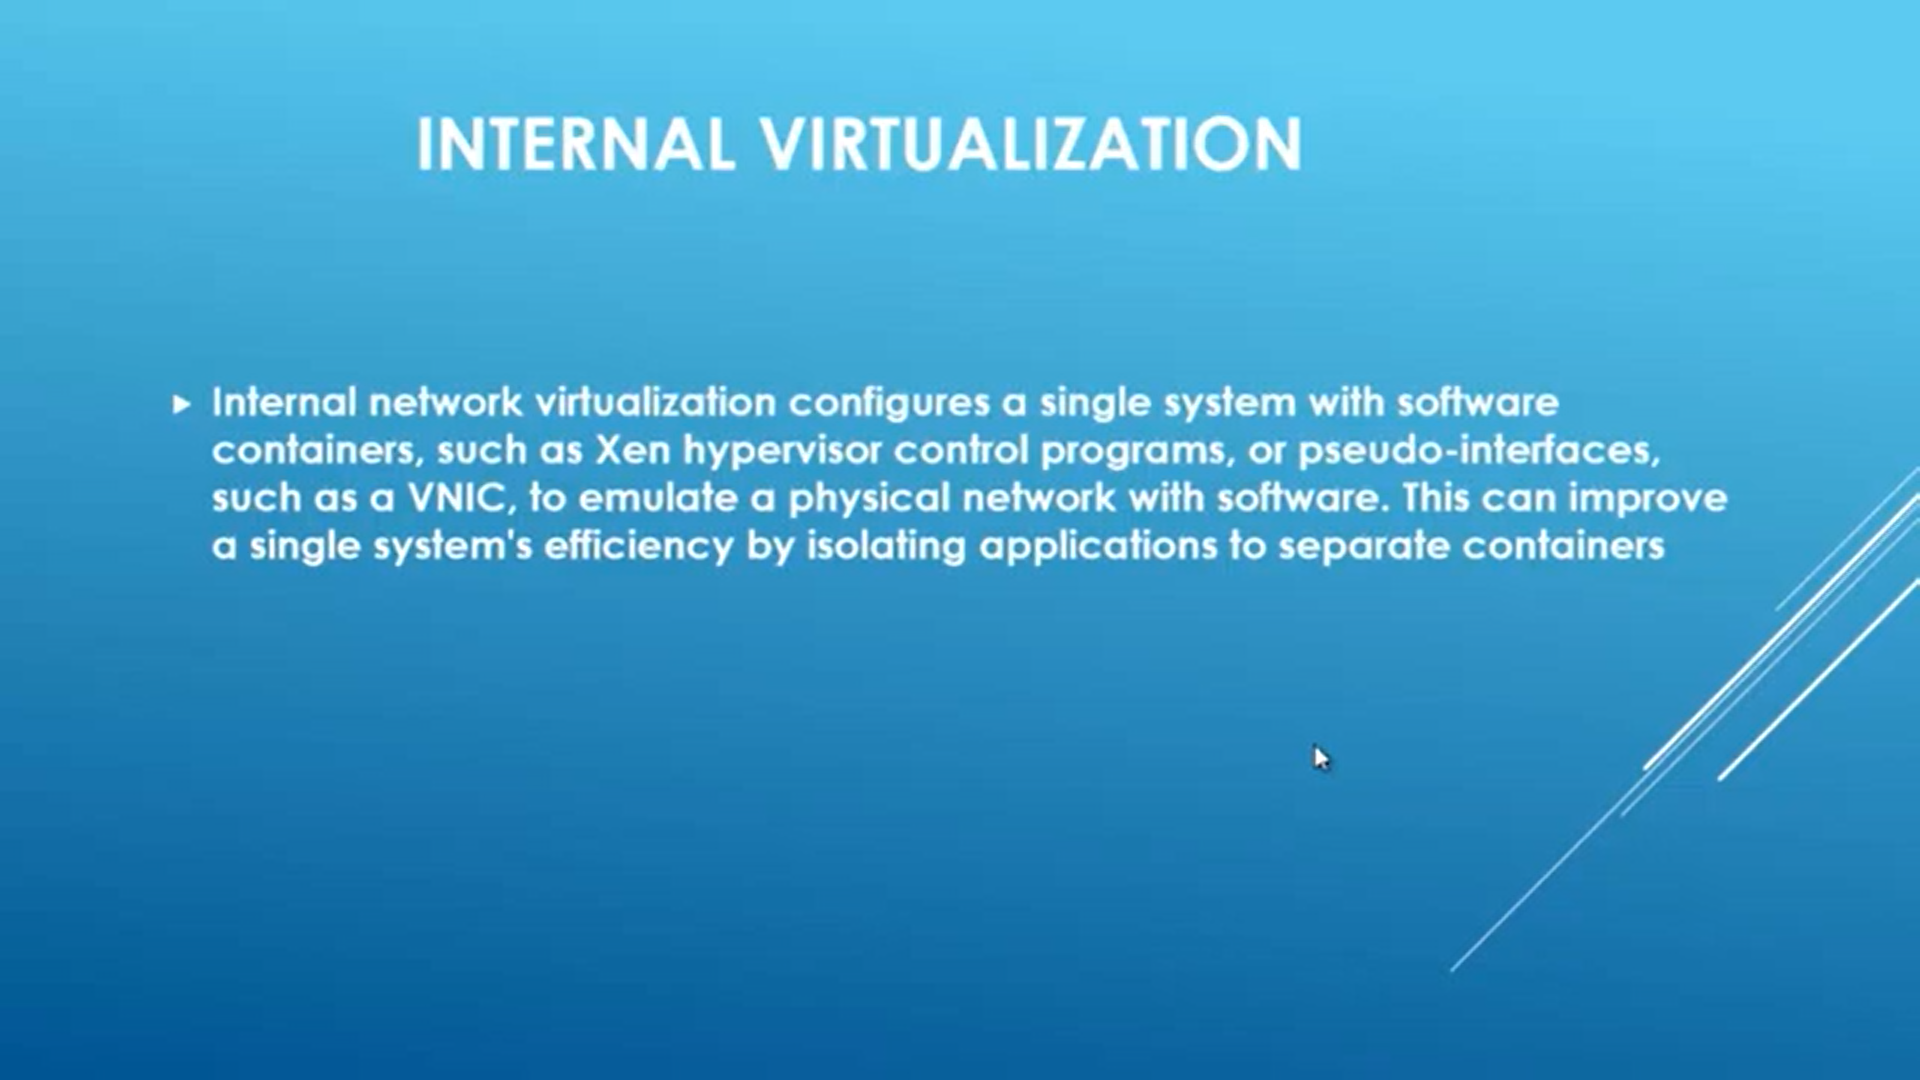 INTERNAL VIRTUALIZATION
Internal network virtualization configures a single system with software
containers, such as Xen hypervisor control programs, or pseudo-interfaces,
such as a VNIC, to emulate a physical network with software. This can improve
a single system's efficiency by isolating applications to separate containers